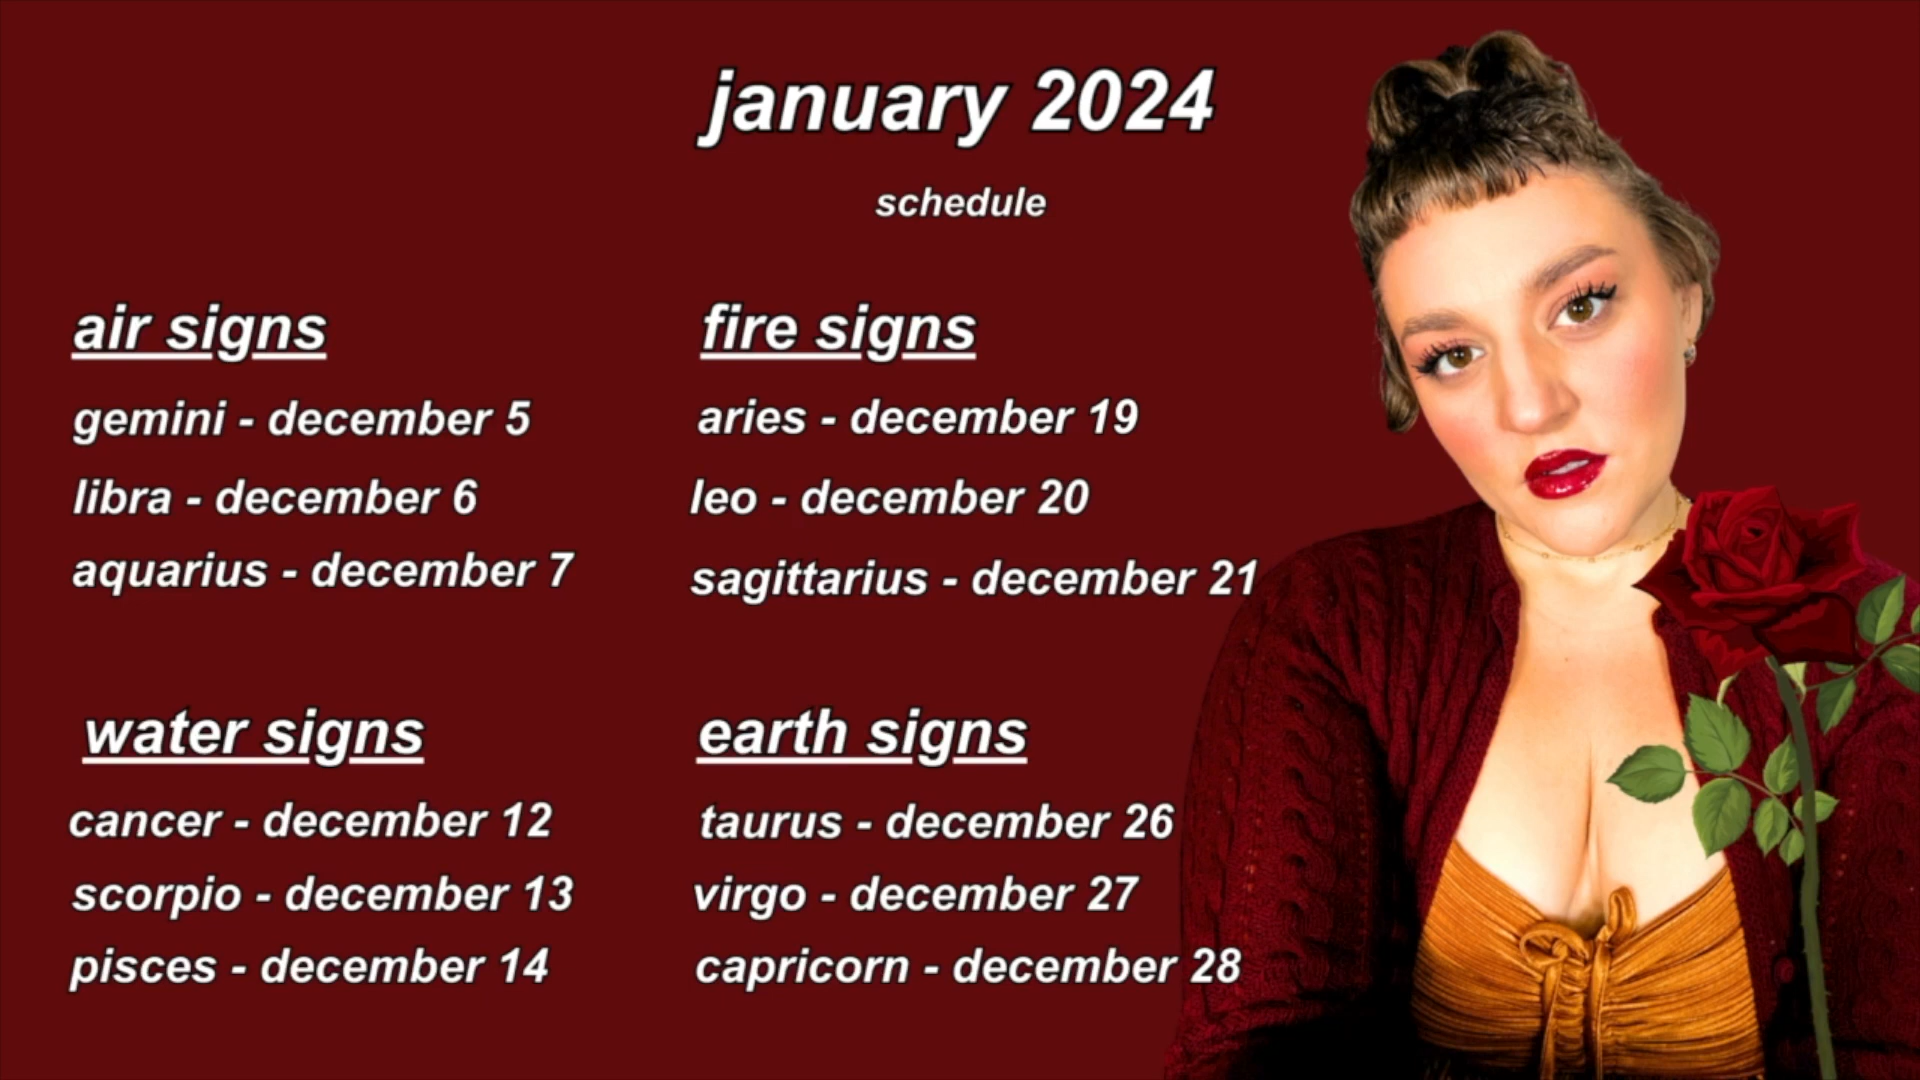 january 2024
schedule
air signs
gemini - december 5
libra - december 6
aquarius - december 7
fire signs
aries - december 19
leo - december 20
sagittarius - december 21
water signs
cancer - december 12
scorpio - december 13
pisces - december 14
earth signs
taurus - december 26
virgo - december 27
capricorn - december 28